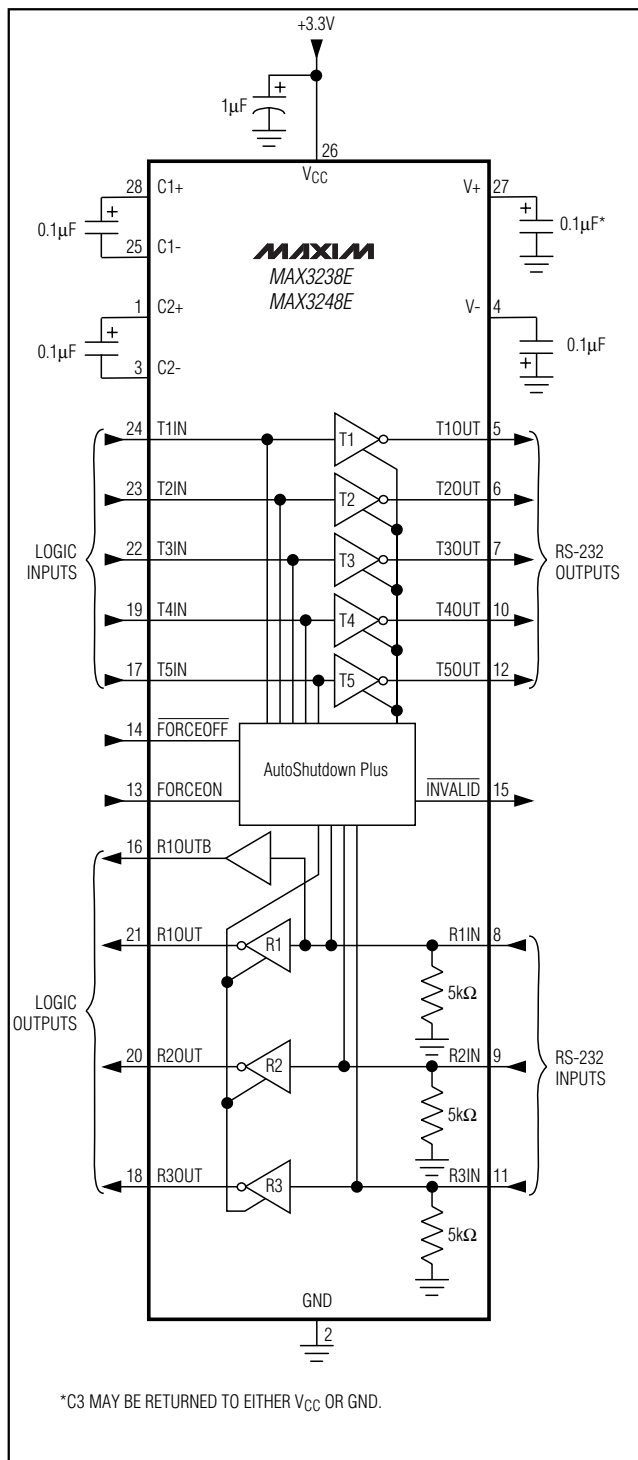 +3.3V
1µF
+
26
VCC
28 C1+
V+ 27
+
0.1µF
+
0.1µF*
25 C1-
MAXIM
MAX3238E
MAX3248E
1 C2+
V- 4
+
0.1µF
0.1µF
+
3 C2-
24 T1IN T1 T1OUT 5
23 T2IN T2 T2OUT 6
LOGIC
INPUTS
22 T3IN T3 T3OUT 7
RS-232
OUTPUTS
19 T4IN T4 T4OUT 10
17 T5IN T5 T5OUT 12
14 FORCEOFF
AutoShutdown Plus
13 FORCEON
INVALID 15
16 R1OUTB
21 R1OUT R1 R1IN 8
5kΩ
LOGIC
OUTPUTS
20 R2OUT R2 R2IN 9
RS-232
INPUTS
5kΩ
18 R3OUT R3 R3IN 11
5kΩ
GND
2
*C3 MAY BE RETURNED TO EITHER VCC OR GND.